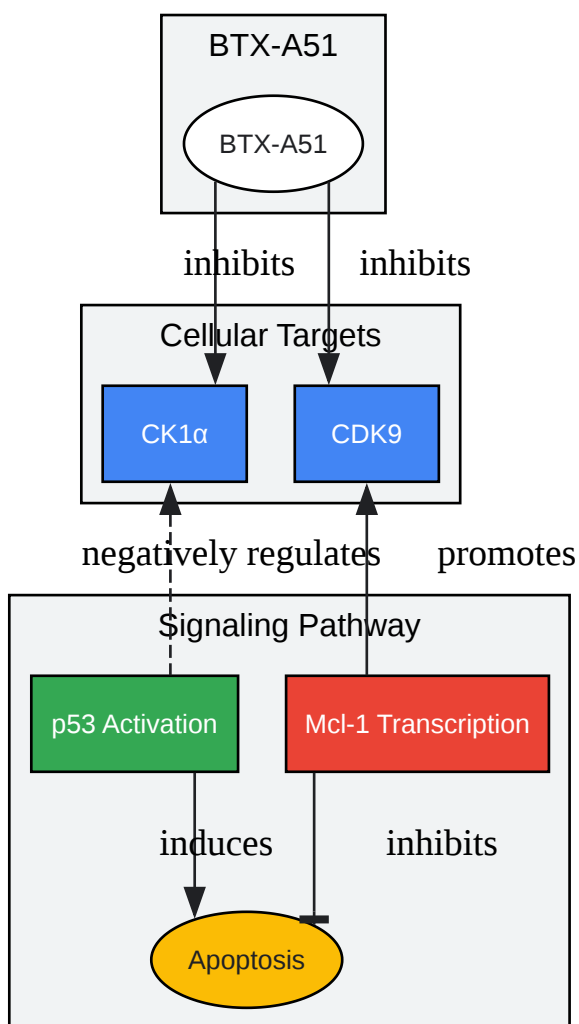 BTX-A51
BTX-A51
inhibits inhibits
Cellular Targets
CK1α CDK9
negatively regulates promotes
Signaling Pathway
p53 Activation Mcl-1 Transcription
induces inhibits
Apoptosis